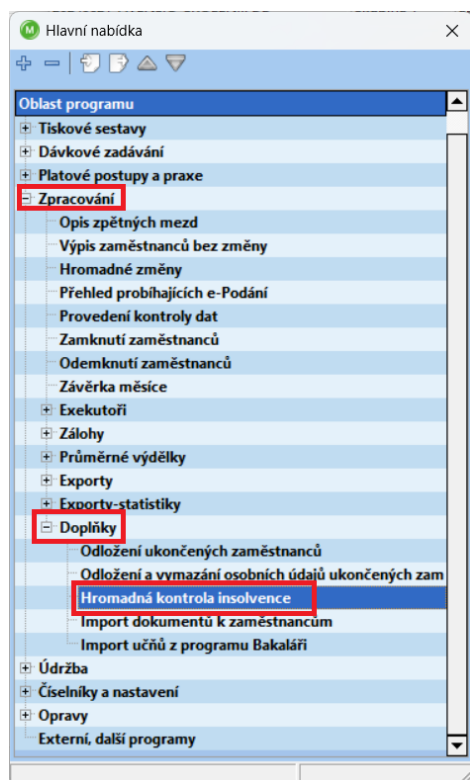 Hlavní nabídka
Oblast programu
Tiskové sestavy
Dávkové zadávání
Platové postupy a praxe
Zpracování
Opis zpětných mezd
Výpis zaměstnanců bez změny
Hromadné změny
Přehled probíhajících e-Podání
Provedení kontroly dat
Zamknutí zaměstnanců
Odemknutí zaměstnanců
Závěrka měsíce
Exekutoři
Zálohy
Průměrné výdělky
Exporty
Exporty-statistiky
Doplňky
Odložení ukončených zaměstnanců
Odložení a vymazání osobních údajů ukončených zam
Hromadná kontrola insolvence
Import dokumentů k zaměstnancům
Import učňů z programu Bakaláři
Údržba
Číselníky a nastavení
Opravy
Externí, další programy